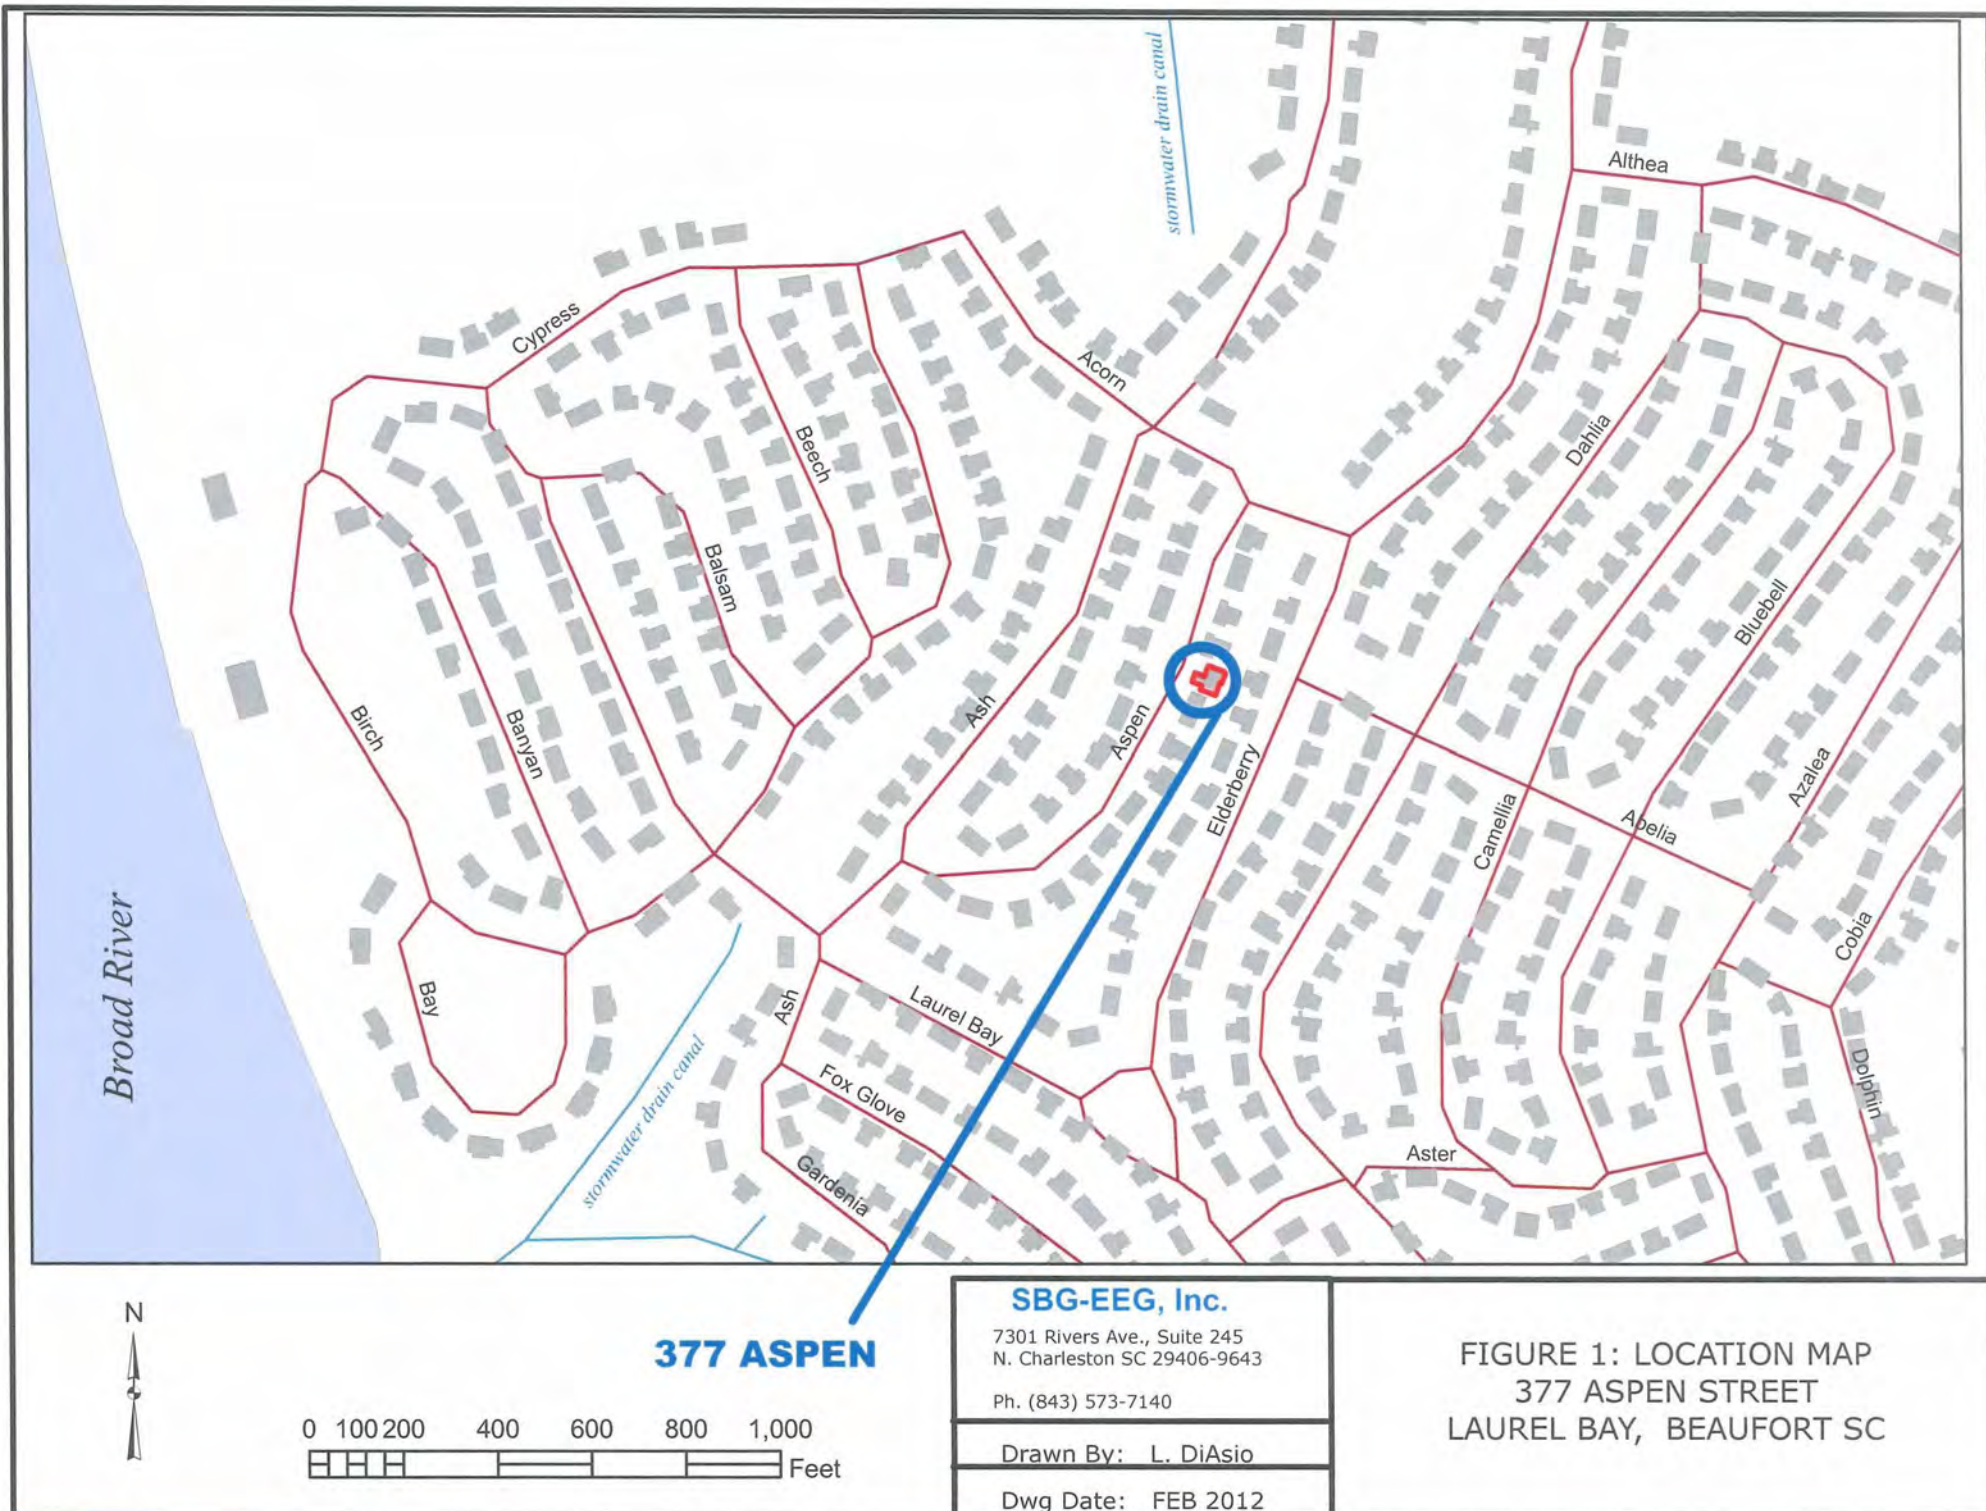 stormwater drain canal
Althea
Cypress
Acorn
Dahlia
Beech
Balsam
Bluebell
Ash
Birch
Banyan
Aspen
Elderberry
Azalea
Camellia
Abelia
Cobia
Broad River
Bay
Ash
Laurel Bay
stormwater drain canal
Fox Glove
Dolphin
Aster
Gardenia
N
377 ASPEN
0 100 200 400 600 800 1,000
Feet
SBG-EEG, Inc.
7301 Rivers Ave., Suite 245
N. Charleston SC 29406-9643
Ph. (843) 573-7140
Drawn By: L. DiAsio
Dwg Date: FEB 2012
FIGURE 1: LOCATION MAP
377 ASPEN STREET
LAUREL BAY, BEAUFORT SC